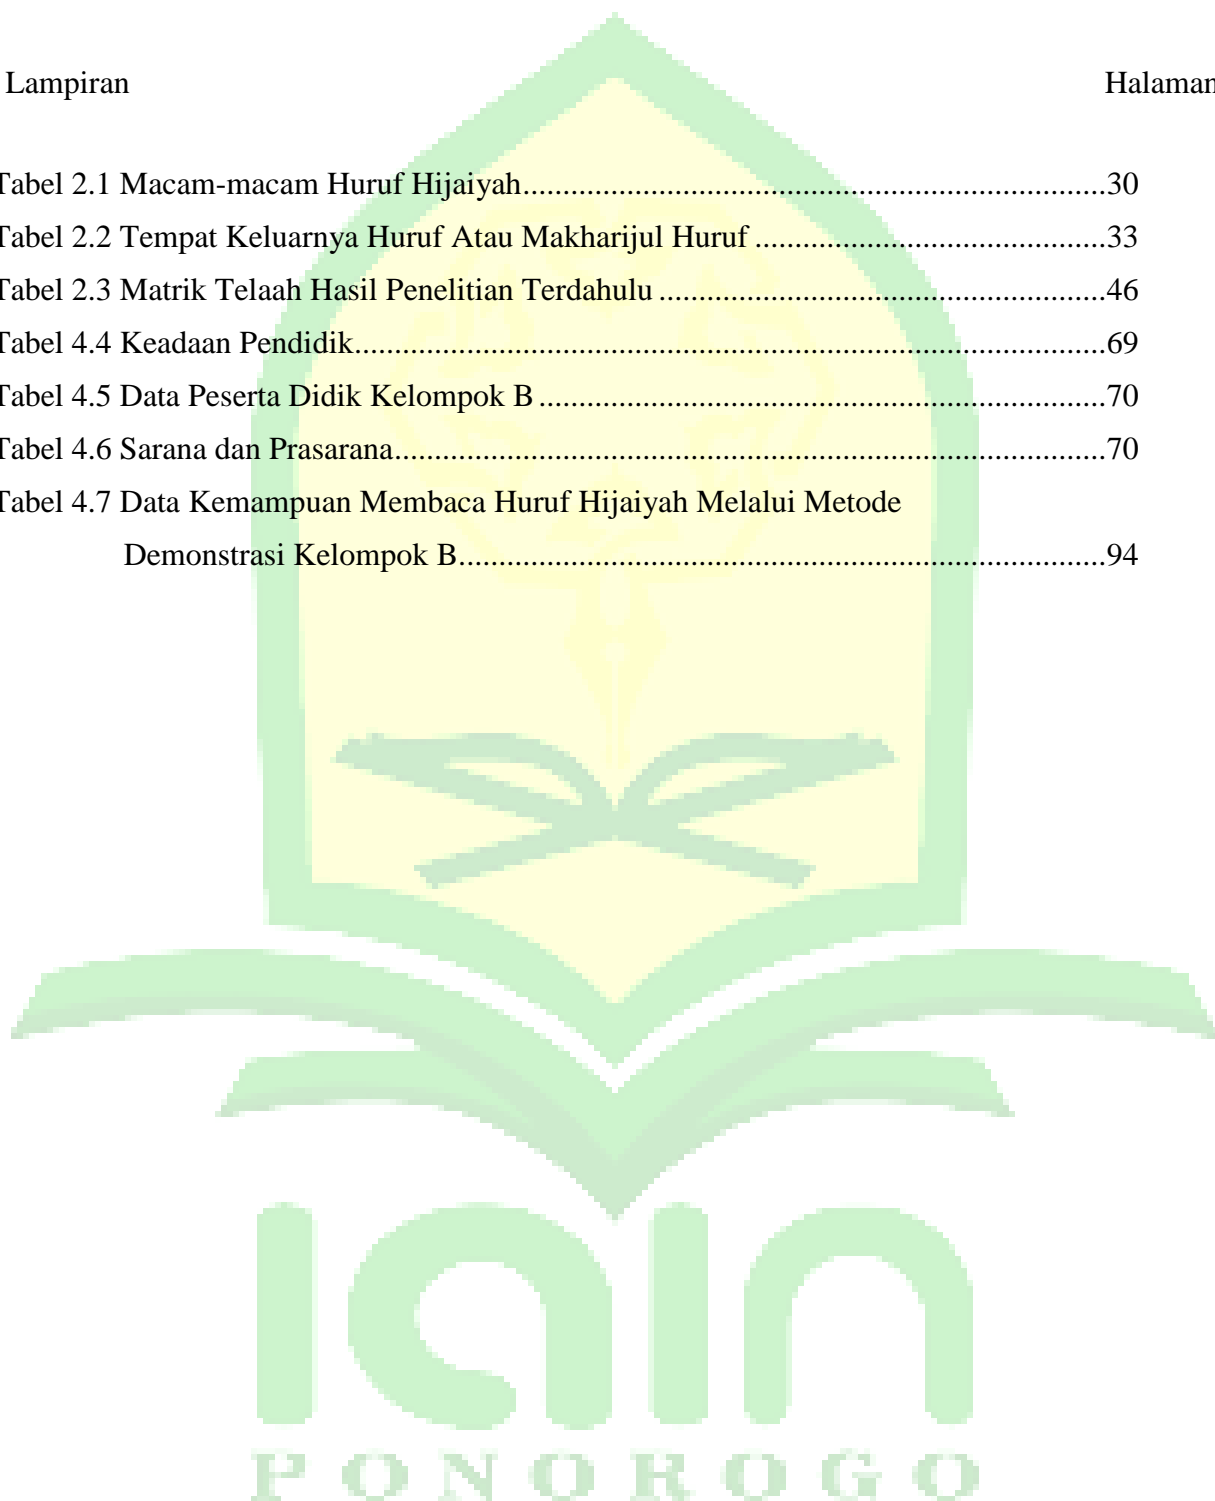 Lampiran Halaman
Tabel 2.1 Macam-macam Huruf Hijaiyah.........................................................................30
Tabel 2.2 Tempat Keluarnya Huruf Atau Makharijul Huruf ............................................33
Tabel 2.3 Matrik Telaah Hasil Penelitian Terdahulu ........................................................46
Tabel 4.4 Keadaan Pendidik..............................................................................................69
Tabel 4.5 Data Peserta Didik Kelompok B .......................................................................70
Tabel 4.6 Sarana dan Prasarana.........................................................................................70
Tabel 4.7 Data Kemampuan Membaca Huruf Hijaiyah Melalui Metode
Demonstrasi Kelompok B.................................................................................94
iain
PONOROGO